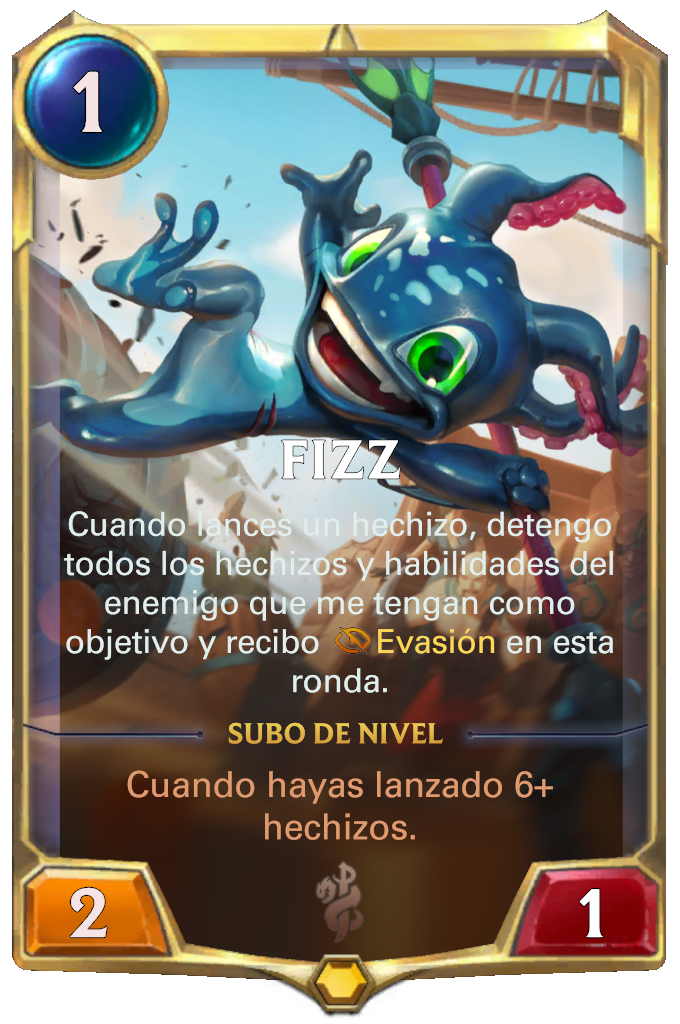 1
FIZZ
Cuando lances un hechizo, detengo
todos los hechizos y habilidades del
enemigo que me tengan como
objetivo y recibo Evasión en esta
ronda.
SUBO DE NIVEL
Cuando hayas lanzado 6+
hechizos.
2
1